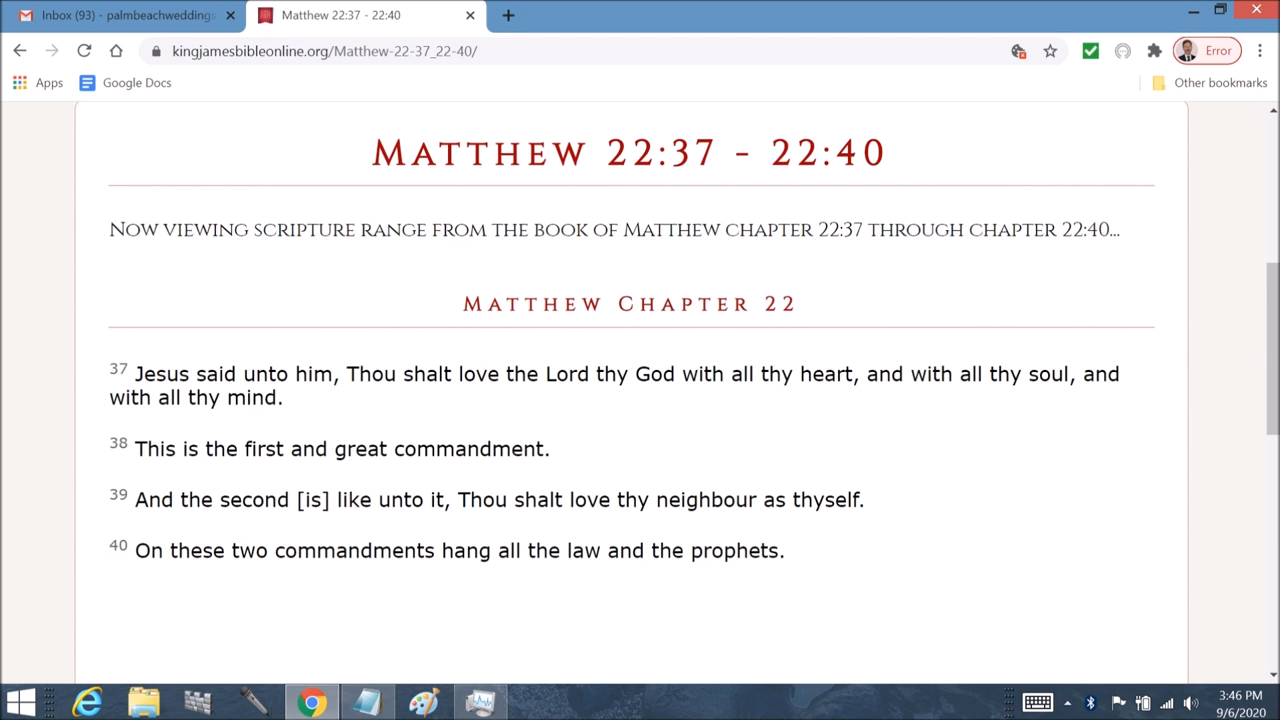 Inbox (93) - palmbeachweddings
Matthew 22:37 - 22:40
kingjamesbibleonline.org/Matthew-22-37_22-40/
Error
Apps
Google Docs
Other bookmarks
Matthew 22:37 - 22:40
Now viewing scripture range from the book of Matthew chapter 22:37 through chapter 22:40...
Matthew Chapter 22
37 Jesus said unto him, Thou shalt love the Lord thy God with all thy heart, and with all thy soul, and
with all thy mind.
38 This is the first and great commandment.
39 And the second [is] like unto it, Thou shalt love thy neighbour as thyself.
40 On these two commandments hang all the law and the prophets.
3:46 PM
9/6/2020